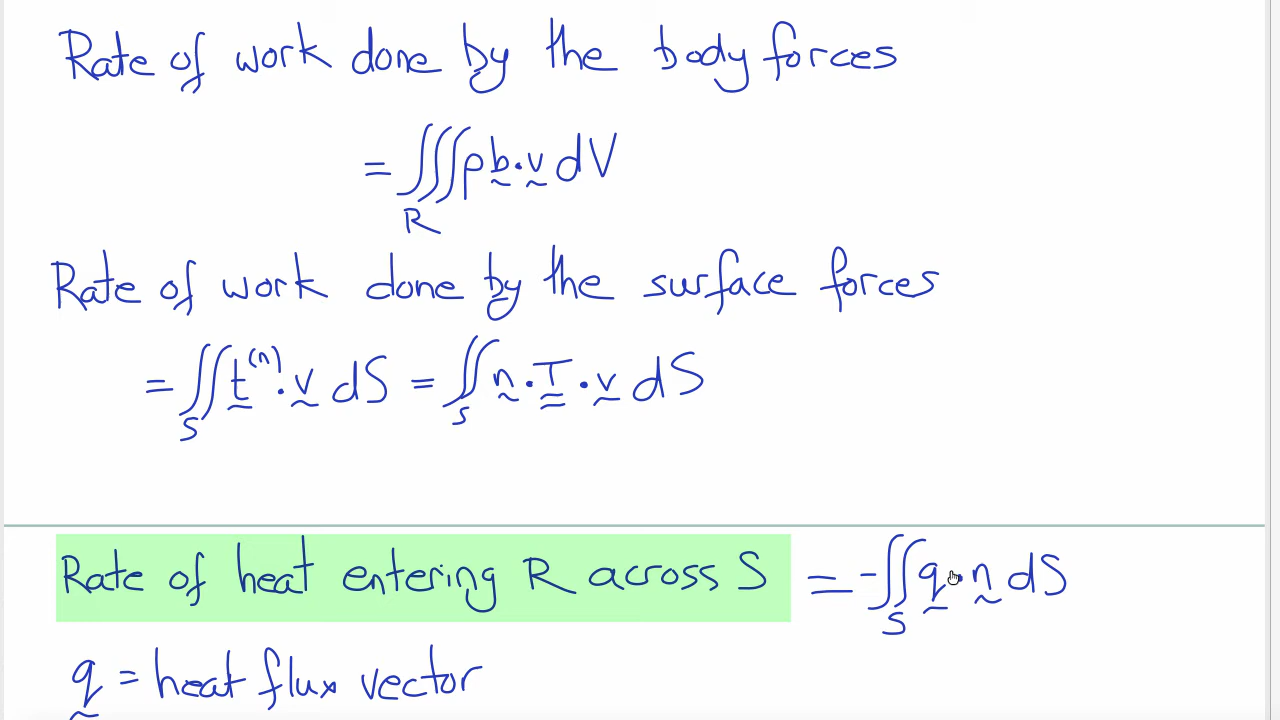 Rate of work done by the body forces
= ∭_R ρ b̰ · v̰ dV
Rate of work done by the surface forces
= ∬_S t̰^(n) · v̰ dS = ∬_S n̰ · T̳ · v̰ dS
Rate of heat entering R across S = -∬_S q̰ · n̰ dS
q̰ = heat flux vector